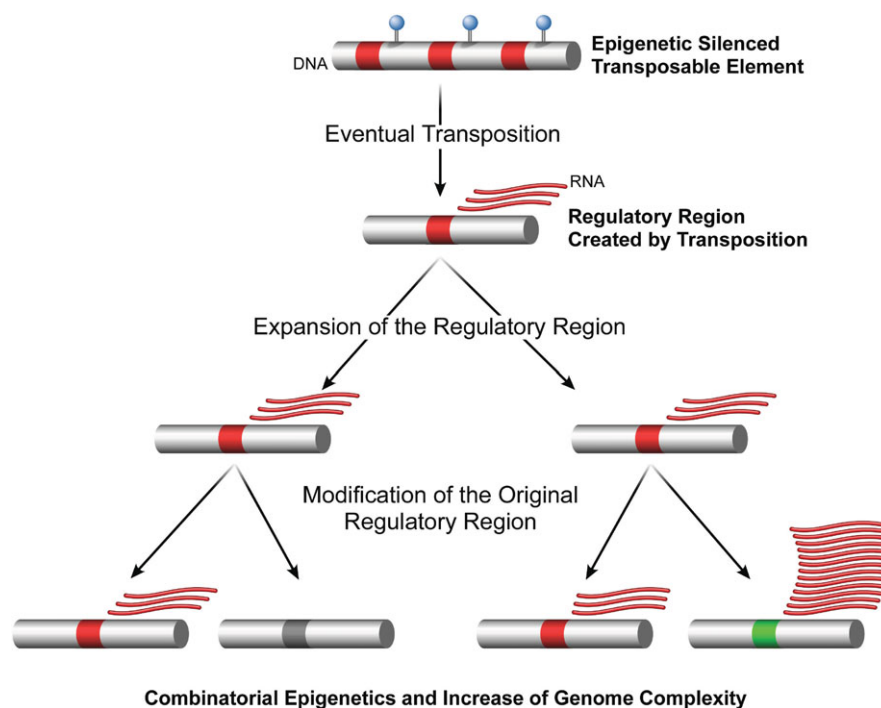 DNA
Epigenetic Silenced
Transposable Element
Eventual Transposition
RNA
Regulatory Region
Created by Transposition
Expansion of the Regulatory Region
Modification of the Original
Regulatory Region
Combinatorial Epigenetics and Increase of Genome Complexity